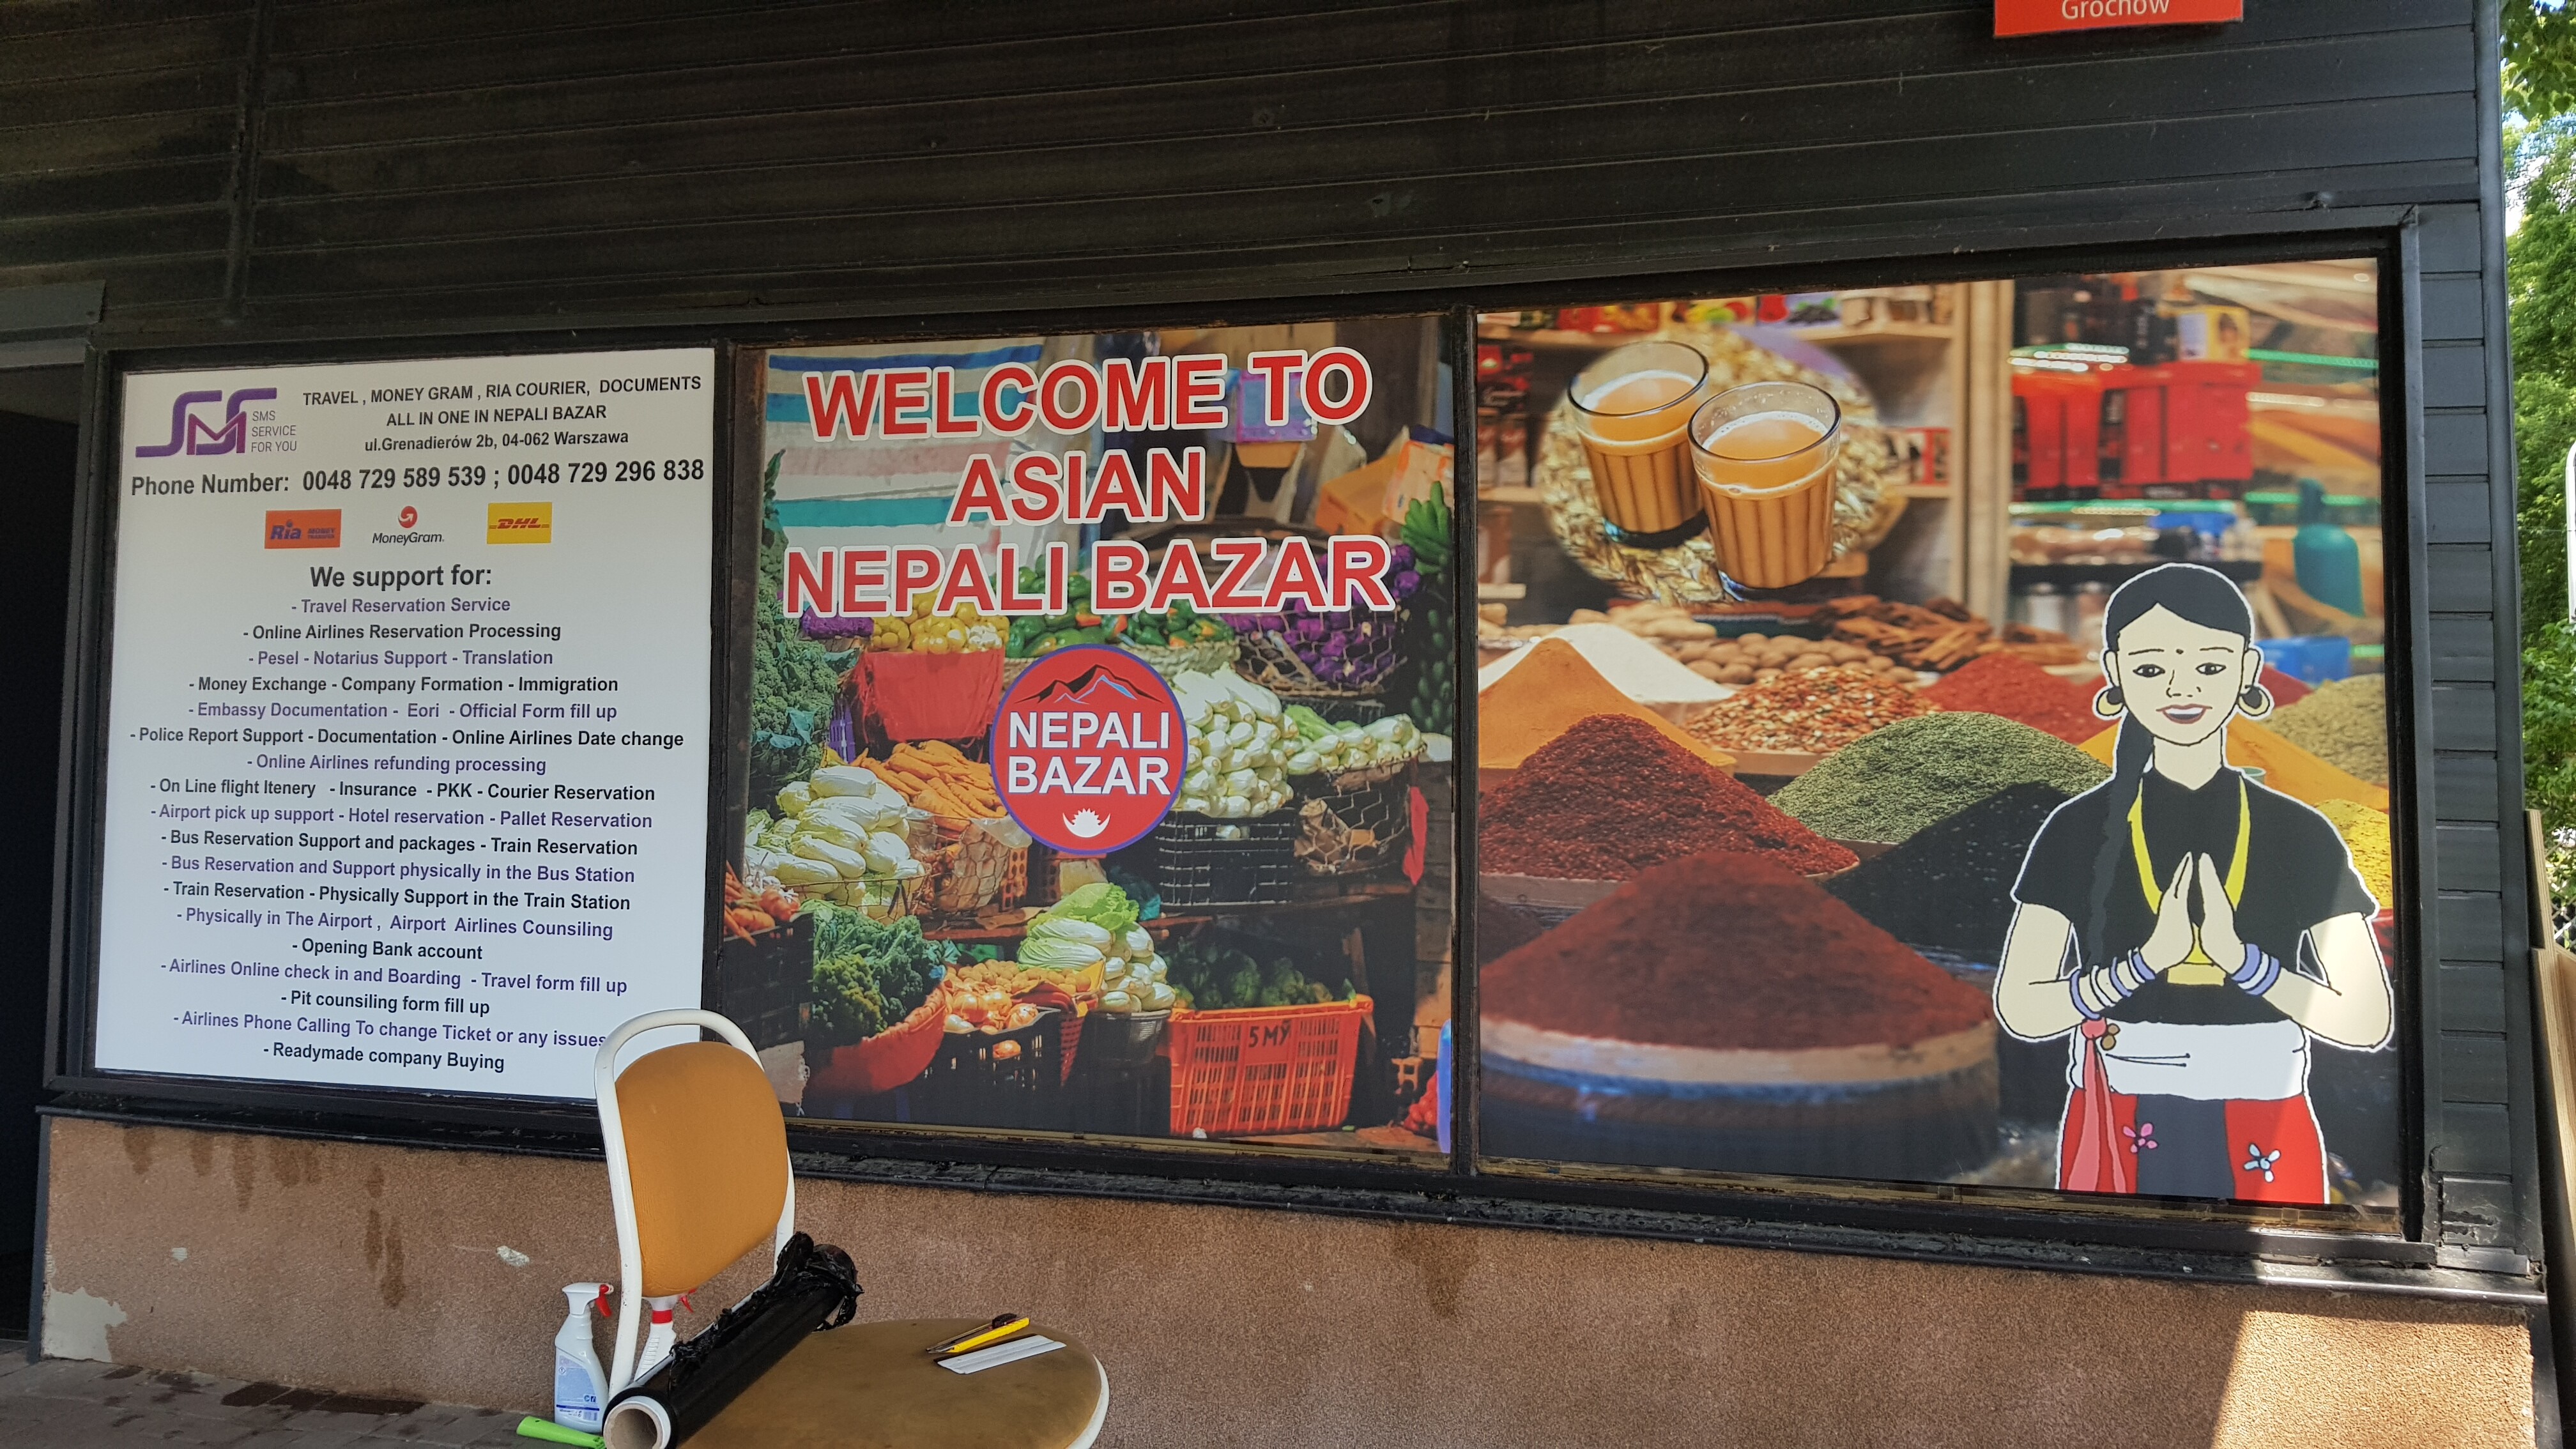 Grochów
SMS
SMS
SERVICE
FOR YOU
TRAVEL , MONEY GRAM , RIA COURIER, DOCUMENTS
ALL IN ONE IN NEPALI BAZAR
ul.Grenadierów 2b, 04-062 Warszawa
Phone Number: 0048 729 589 539 ; 0048 729 296 838
Ria MONEY TRANSFER
MoneyGram.
DHL
We support for:
- Travel Reservation Service
- Online Airlines Reservation Processing
- Pesel - Notarius Support - Translation
- Money Exchange - Company Formation - Immigration
- Embassy Documentation - Eori - Official Form fill up
- Police Report Support - Documentation - Online Airlines Date change
- Online Airlines refunding processing
- On Line flight Itenery - Insurance - PKK - Courier Reservation
- Airport pick up support - Hotel reservation - Pallet Reservation
- Bus Reservation Support and packages - Train Reservation
- Bus Reservation and Support physically in the Bus Station
- Train Reservation - Physically Support in the Train Station
- Physically in The Airport , Airport Airlines Counsiling
- Opening Bank account
- Airlines Online check in and Boarding - Travel form fill up
- Pit counsiling form fill up
- Airlines Phone Calling To change Ticket or any issues
- Readymade company Buying
WELCOME TO
ASIAN
NEPALI BAZAR
NEPALI
BAZAR
5 MỸ